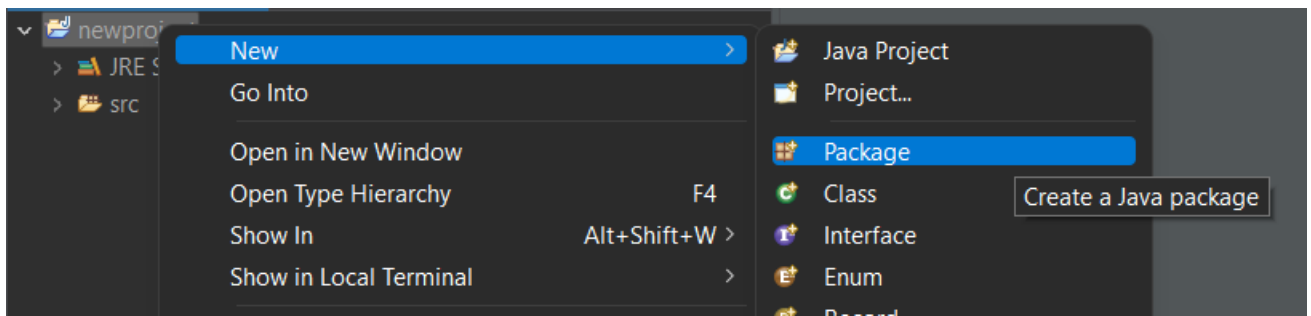 newproj
New
JRE S
src
Go Into
Open in New Window
Open Type Hierarchy F4
Show In Alt+Shift+W
Show in Local Terminal
Java Project
Project...
Package
Class
Create a Java package
Interface
Enum
Record